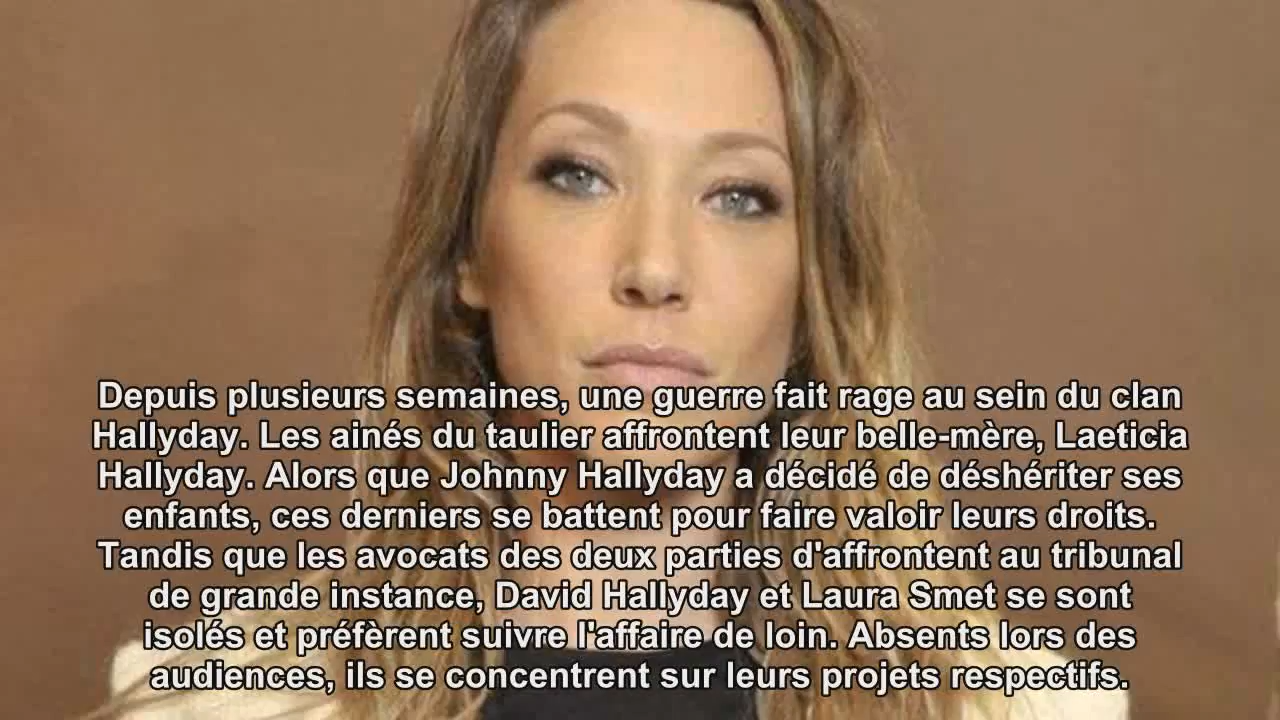 Depuis plusieurs semaines, une guerre fait rage au sein du clan
Hallyday. Les ainés du taulier affrontent leur belle-mère, Laeticia
Hallyday. Alors que Johnny Hallyday a décidé de déshériter ses
enfants, ces derniers se battent pour faire valoir leurs droits.
Tandis que les avocats des deux parties d'affrontent au tribunal
de grande instance, David Hallyday et Laura Smet se sont
isolés et préfèrent suivre l'affaire de loin. Absents lors des
audiences, ils se concentrent sur leurs projets respectifs.